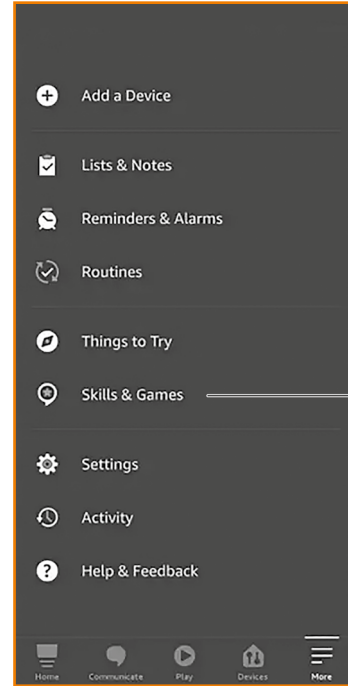 Add a Device
Lists & Notes
Reminders & Alarms
Routines
Things to Try
Skills & Games
Settings
Activity
Help & Feedback
Home Communicate Play Devices More